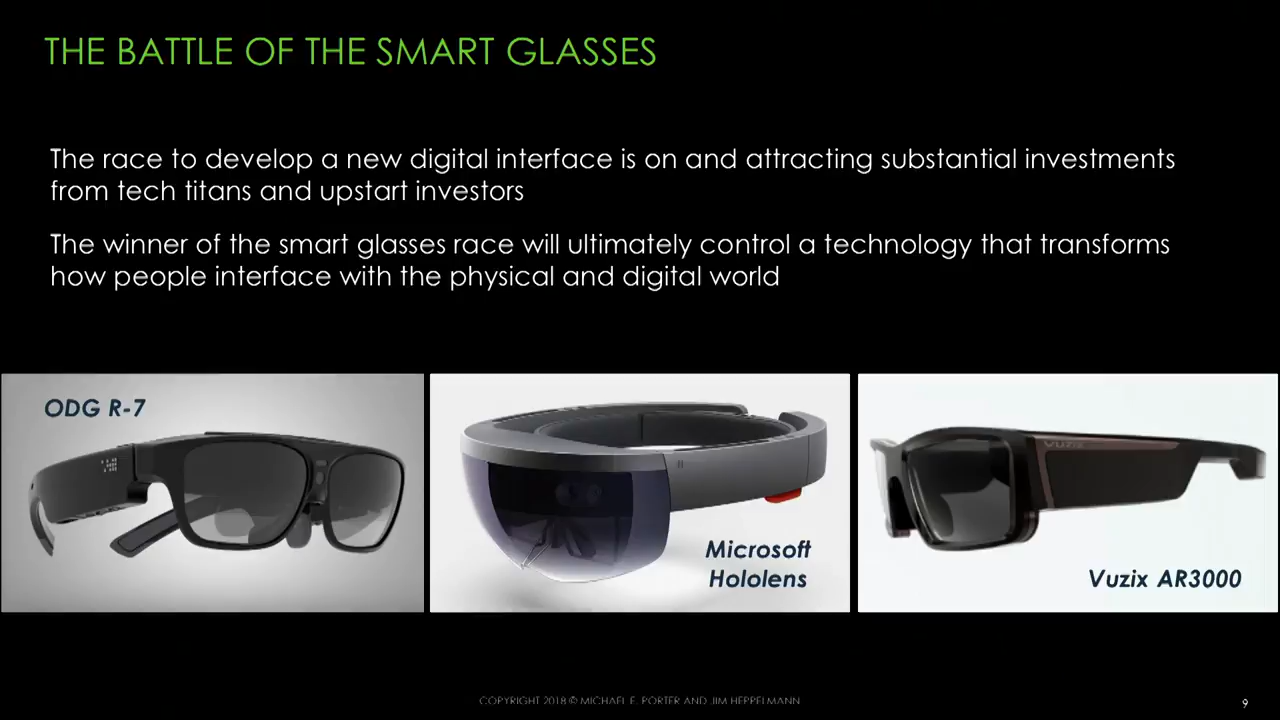 THE BATTLE OF THE SMART GLASSES
The race to develop a new digital interface is on and attracting substantial investments
from tech titans and upstart investors
The winner of the smart glasses race will ultimately control a technology that transforms
how people interface with the physical and digital world
ODG R-7
Microsoft
Hololens
Vuzix
Vuzix AR3000
COPYRIGHT 2018 © MICHAEL E. PORTER AND JIM HEPPELMANN
9